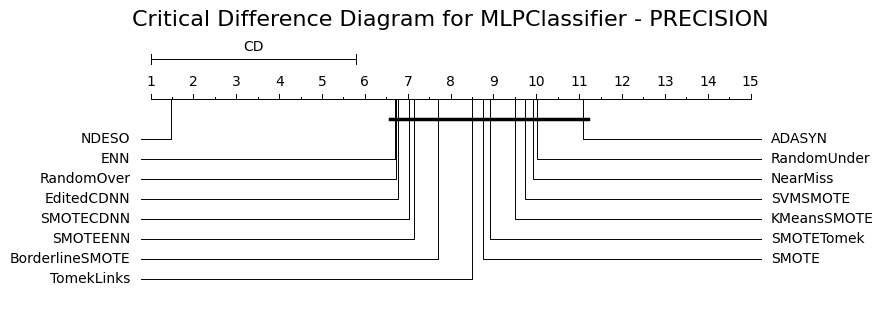 Critical Difference Diagram for MLPClassifier - PRECISION
CD
1 2 3 4 5 6 7 8 9 10 11 12 13 14 15
NDESO ADASYN
ENN RandomUnder
RandomOver NearMiss
EditedCDNN SVMSMOTE
SMOTECDNN KMeansSMOTE
SMOTEENN SMOTETomek
BorderlineSMOTE SMOTE
TomekLinks